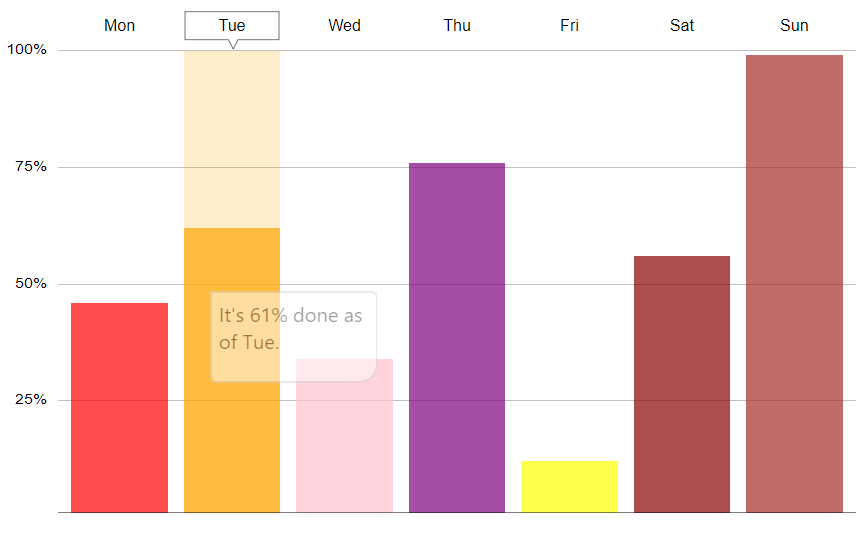 Mon Tue Wed Thu Fri Sat Sun
100%
75%
50%
It's 61% done as
of Tue.
25%